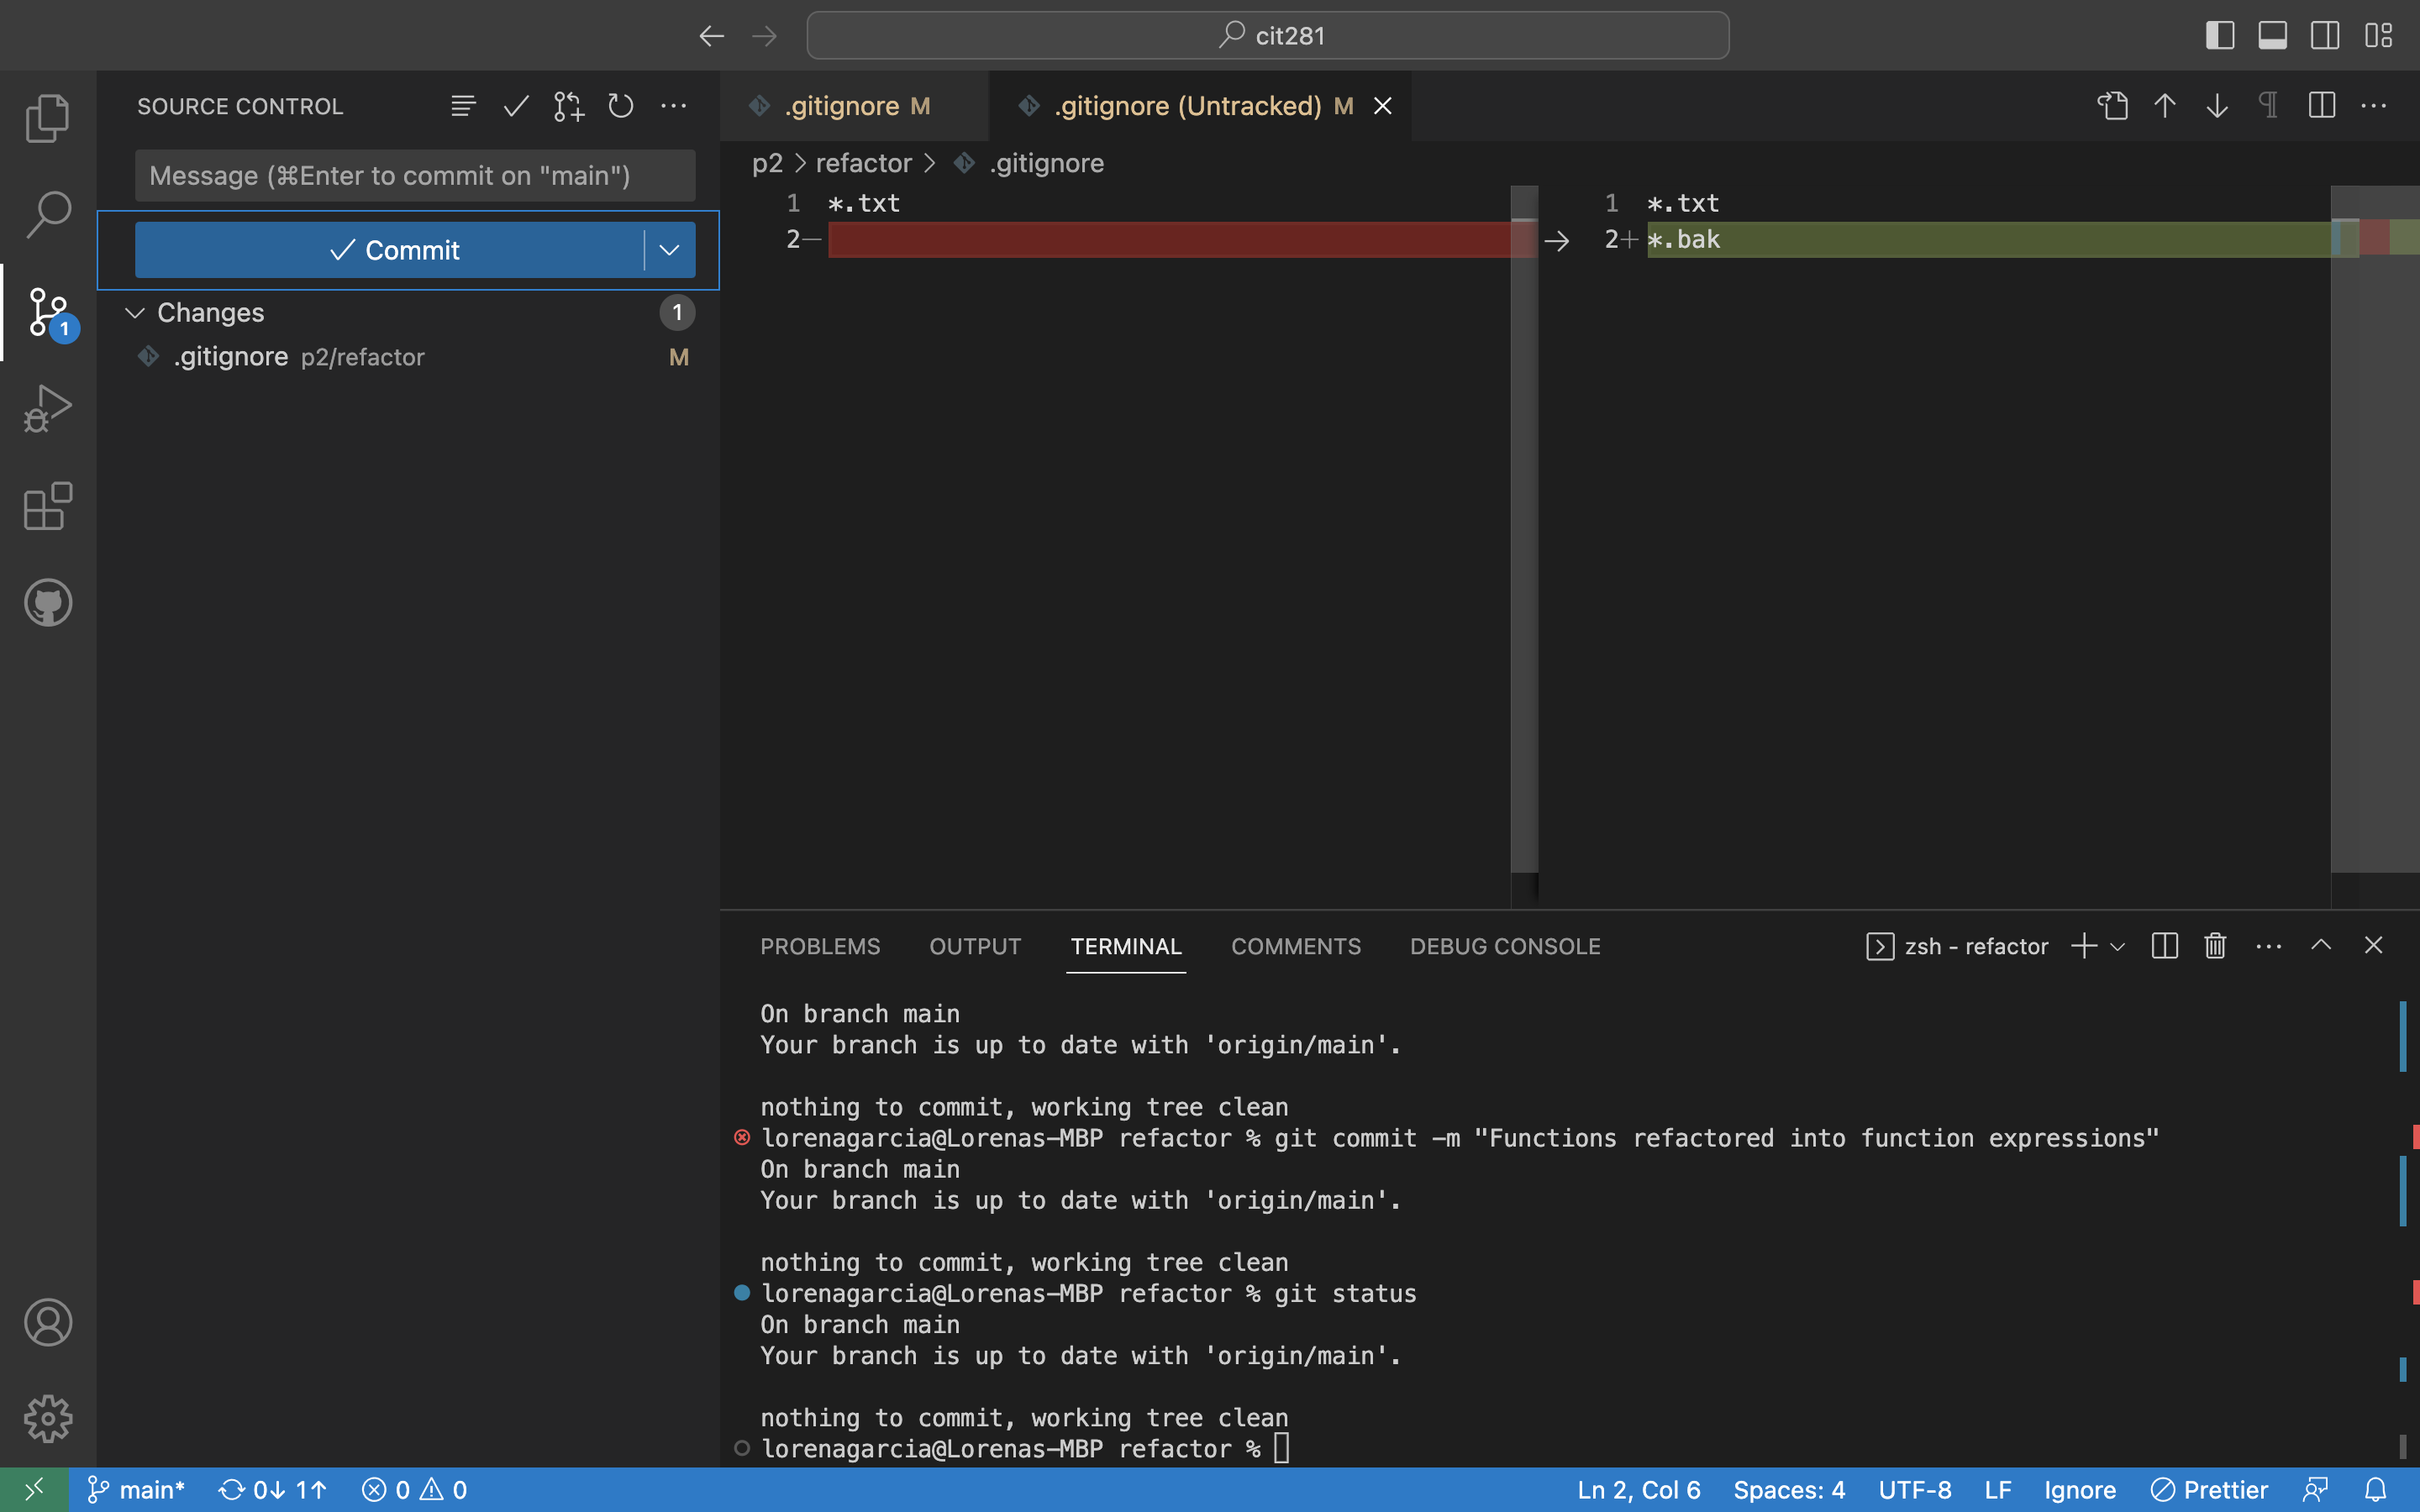 cit281
SOURCE CONTROL
Message (⌘Enter to commit on "main")
Commit
Changes 1
.gitignore p2/refactor M
1
.gitignore M
.gitignore (Untracked) M
p2 > refactor > .gitignore
1 *.txt
2—
1 *.txt
2+ *.bak
PROBLEMS OUTPUT TERMINAL COMMENTS DEBUG CONSOLE
zsh - refactor
On branch main
Your branch is up to date with 'origin/main'.
nothing to commit, working tree clean
lorenagarcia@Lorenas-MBP refactor % git commit -m "Functions refactored into function expressions"
On branch main
Your branch is up to date with 'origin/main'.
nothing to commit, working tree clean
lorenagarcia@Lorenas-MBP refactor % git status
On branch main
Your branch is up to date with 'origin/main'.
nothing to commit, working tree clean
lorenagarcia@Lorenas-MBP refactor %
main* 0↓ 1↑ 0 0
Ln 2, Col 6 Spaces: 4 UTF-8 LF Ignore Prettier